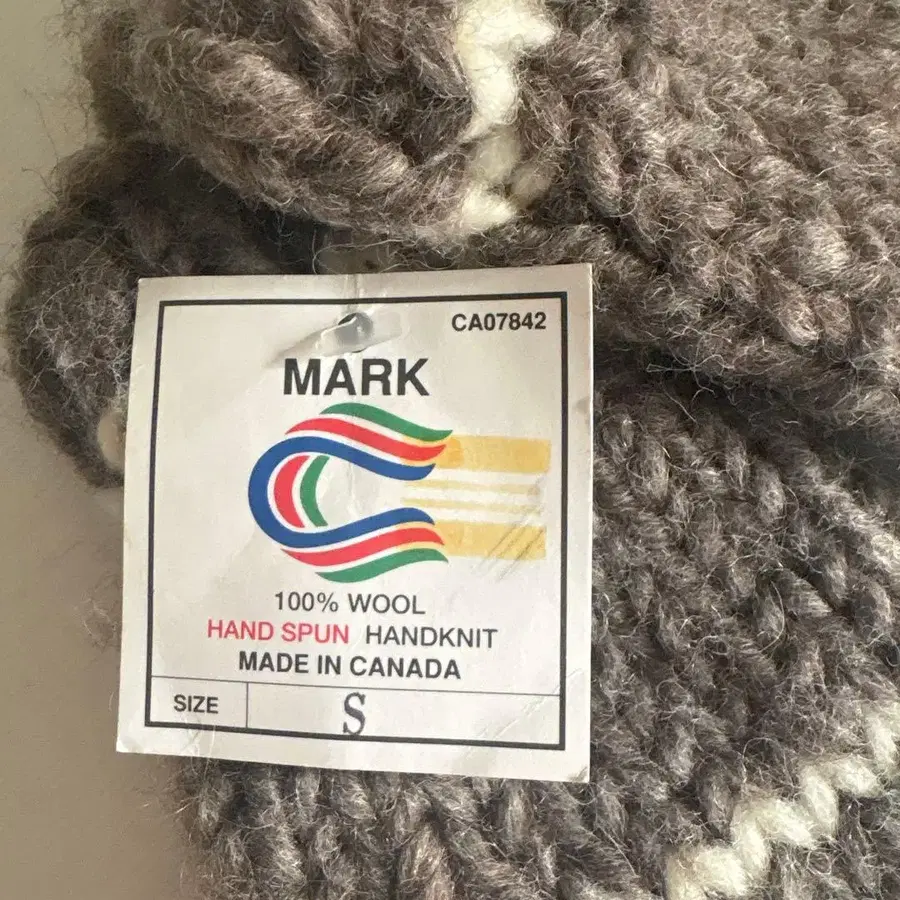 CA07842
MARK
100% WOOL
HAND SPUN HANDKNIT
MADE IN CANADA
SIZE S